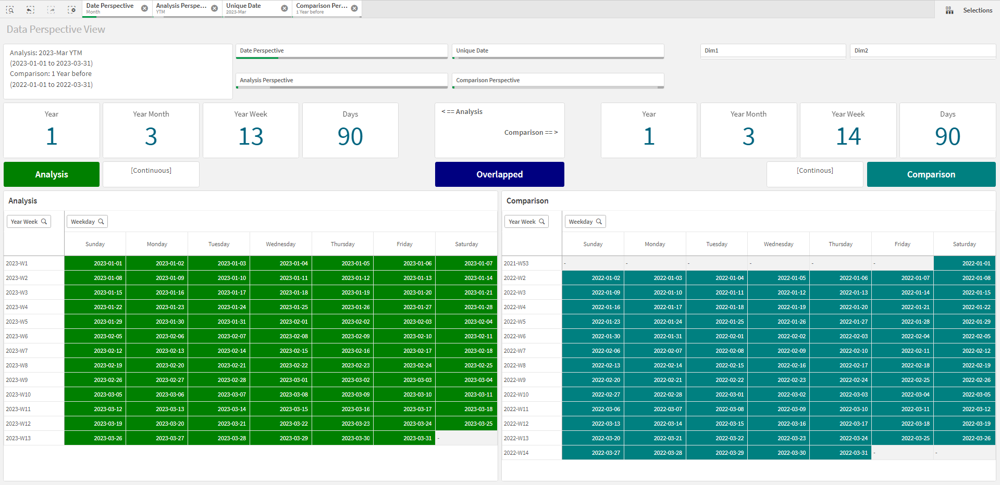 Date Perspective
Month
Analysis Perspe...
YTM
Unique Date
2023-Mar
Comparison Per...
1 Year before
Selections
Data Perspective View
Analysis: 2023-Mar YTM
(2023-01-01 to 2023-03-31)
Comparison: 1 Year before
(2022-01-01 to 2022-03-31)
Date Perspective
Unique Date
Dim1
Dim2
Analysis Perspective
Comparison Perspective
Year
1
Year Month
3
Year Week
13
Days
90
< == Analysis
Comparison == >
Year
1
Year Month
3
Year Week
14
Days
90
Analysis
[Continuous]
Overlapped
[Continous]
Comparison
Analysis
Year Week
Weekday
Sunday Monday Tuesday Wednesday Thursday Friday Saturday
2023-W1 2023-01-01 2023-01-02 2023-01-03 2023-01-04 2023-01-05 2023-01-06 2023-01-07
2023-W2 2023-01-08 2023-01-09 2023-01-10 2023-01-11 2023-01-12 2023-01-13 2023-01-14
2023-W3 2023-01-15 2023-01-16 2023-01-17 2023-01-18 2023-01-19 2023-01-20 2023-01-21
2023-W4 2023-01-22 2023-01-23 2023-01-24 2023-01-25 2023-01-26 2023-01-27 2023-01-28
2023-W5 2023-01-29 2023-01-30 2023-01-31 2023-02-01 2023-02-02 2023-02-03 2023-02-04
2023-W6 2023-02-05 2023-02-06 2023-02-07 2023-02-08 2023-02-09 2023-02-10 2023-02-11
2023-W7 2023-02-12 2023-02-13 2023-02-14 2023-02-15 2023-02-16 2023-02-17 2023-02-18
2023-W8 2023-02-19 2023-02-20 2023-02-21 2023-02-22 2023-02-23 2023-02-24 2023-02-25
2023-W9 2023-02-26 2023-02-27 2023-02-28 2023-03-01 2023-03-02 2023-03-03 2023-03-04
2023-W10 2023-03-05 2023-03-06 2023-03-07 2023-03-08 2023-03-09 2023-03-10 2023-03-11
2023-W11 2023-03-12 2023-03-13 2023-03-14 2023-03-15 2023-03-16 2023-03-17 2023-03-18
2023-W12 2023-03-19 2023-03-20 2023-03-21 2023-03-22 2023-03-23 2023-03-24 2023-03-25
2023-W13 2023-03-26 2023-03-27 2023-03-28 2023-03-29 2023-03-30 2023-03-31 -
Comparison
Year Week
Weekday
Sunday Monday Tuesday Wednesday Thursday Friday Saturday
2021-W53 - - - - - - 2022-01-01
2022-W2 2022-01-02 2022-01-03 2022-01-04 2022-01-05 2022-01-06 2022-01-07 2022-01-08
2022-W3 2022-01-09 2022-01-10 2022-01-11 2022-01-12 2022-01-13 2022-01-14 2022-01-15
2022-W4 2022-01-16 2022-01-17 2022-01-18 2022-01-19 2022-01-20 2022-01-21 2022-01-22
2022-W5 2022-01-23 2022-01-24 2022-01-25 2022-01-26 2022-01-27 2022-01-28 2022-01-29
2022-W6 2022-01-30 2022-01-31 2022-02-01 2022-02-02 2022-02-03 2022-02-04 2022-02-05
2022-W7 2022-02-06 2022-02-07 2022-02-08 2022-02-09 2022-02-10 2022-02-11 2022-02-12
2022-W8 2022-02-13 2022-02-14 2022-02-15 2022-02-16 2022-02-17 2022-02-18 2022-02-19
2022-W9 2022-02-20 2022-02-21 2022-02-22 2022-02-23 2022-02-24 2022-02-25 2022-02-26
2022-W10 2022-02-27 2022-02-28 2022-03-01 2022-03-02 2022-03-03 2022-03-04 2022-03-05
2022-W11 2022-03-06 2022-03-07 2022-03-08 2022-03-09 2022-03-10 2022-03-11 2022-03-12
2022-W12 2022-03-13 2022-03-14 2022-03-15 2022-03-16 2022-03-17 2022-03-18 2022-03-19
2022-W13 2022-03-20 2022-03-21 2022-03-22 2022-03-23 2022-03-24 2022-03-25 2022-03-26
2022-W14 2022-03-27 2022-03-28 2022-03-29 2022-03-30 2022-03-31 - -